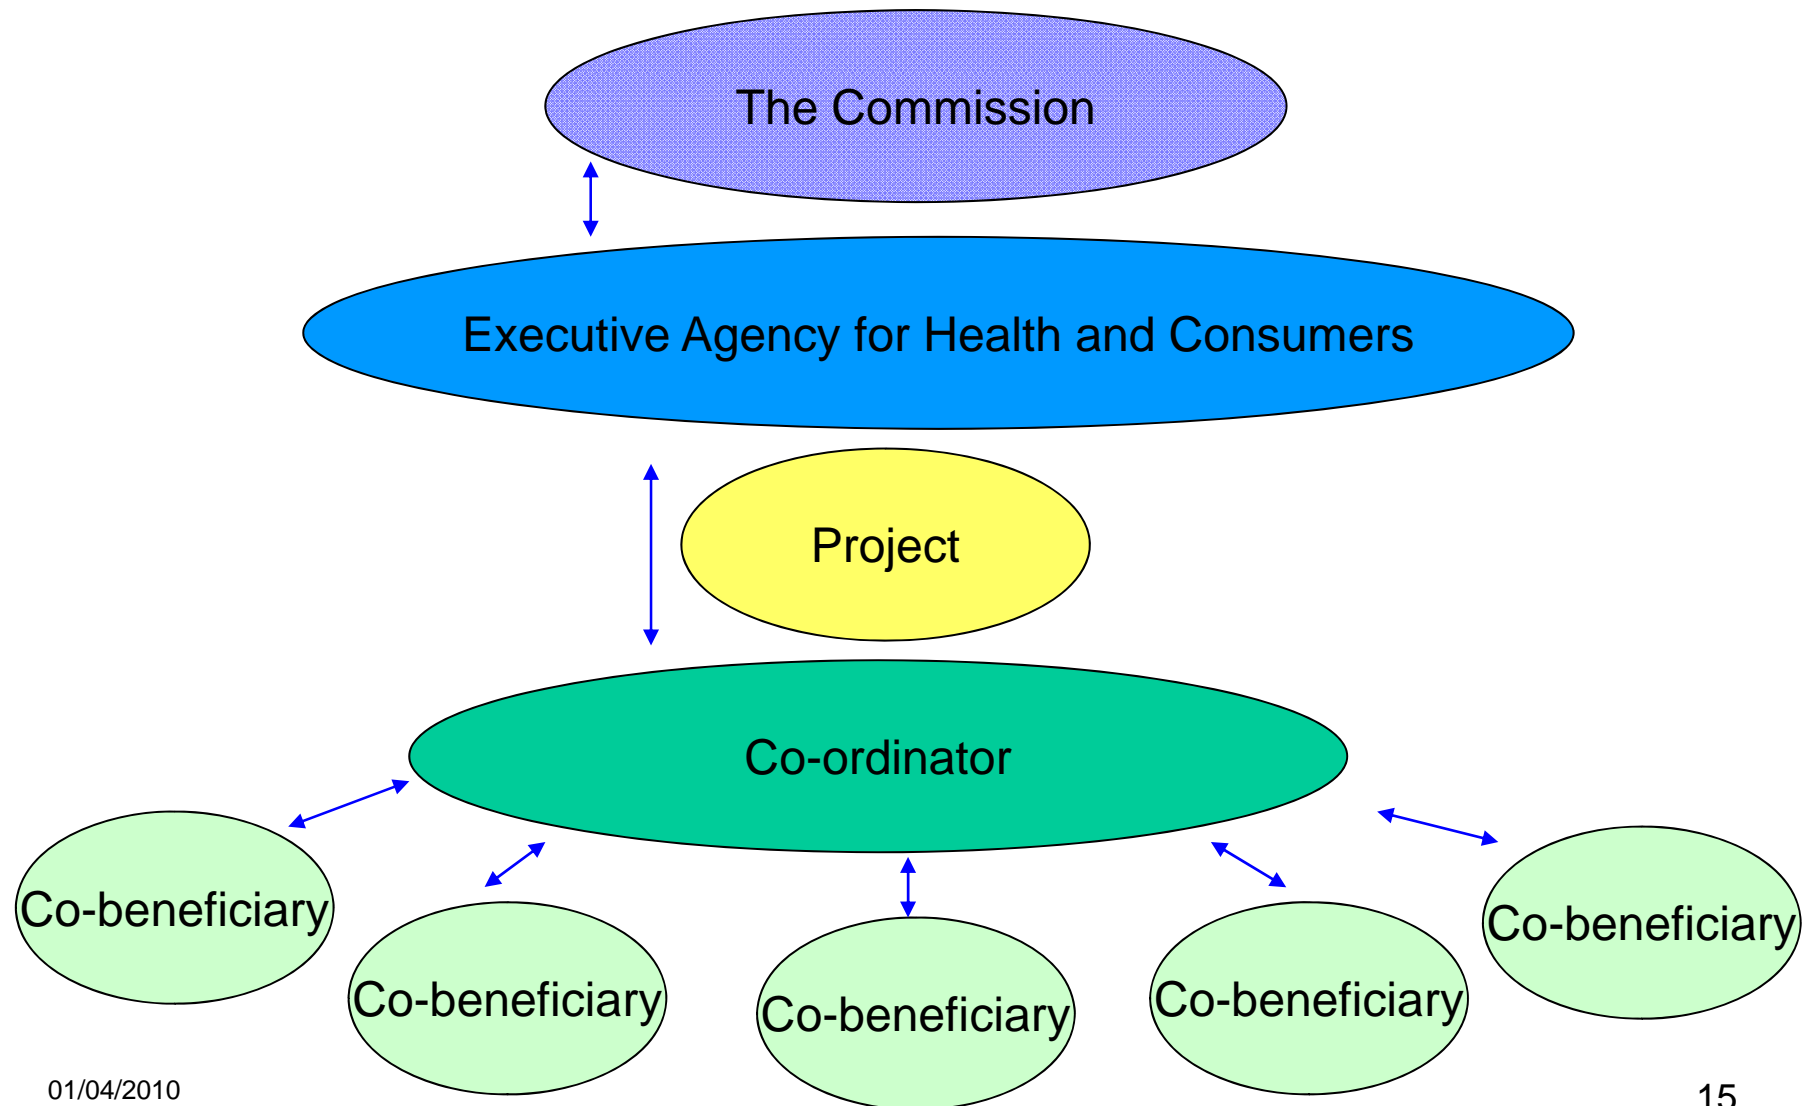 The Commission
Executive Agency for Health and Consumers
Project
Co-ordinator
Co-beneficiary
Co-beneficiary
Co-beneficiary
Co-beneficiary
Co-beneficiary
01/04/2010
15